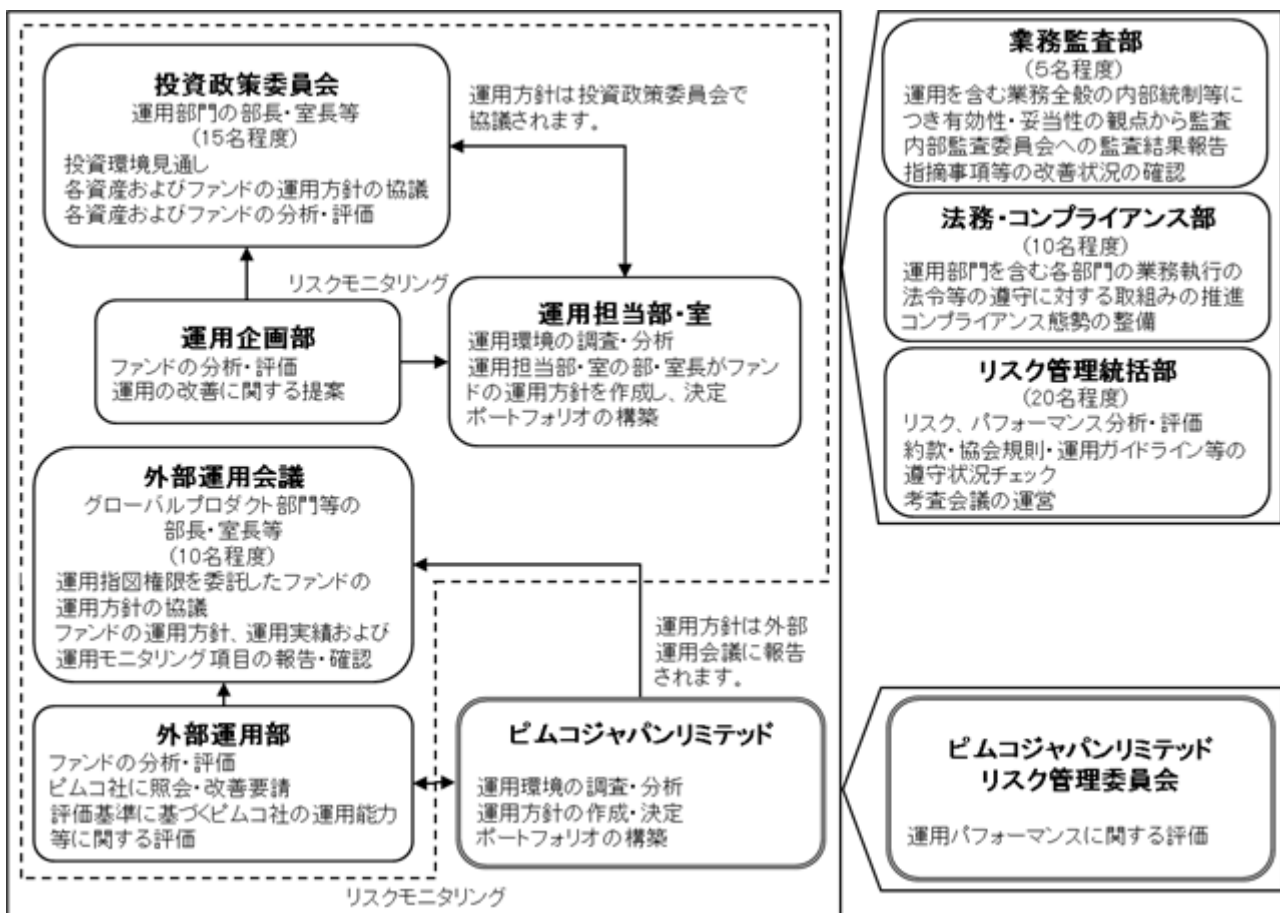 投資政策委員会
運用部門の部長・室長等
(15名程度)
投資環境見通し
各資産およびファンドの運用方針の協議
各資産およびファンドの分析・評価
運用方針は投資政策委員会で
協議されます。
リスクモニタリング
運用企画部
ファンドの分析・評価
運用の改善に関する提案
運用担当部・室
運用環境の調査・分析
運用担当部・室の部・室長がファン
ドの運用方針を作成し、決定
ポートフォリオの構築
外部運用会議
グローバルプロダクト部門等の
部長・室長等
(10名程度)
運用指図権限を委託したファンドの
運用方針の協議
ファンドの運用方針、運用実績および
運用モニタリング項目の報告・確認
運用方針は外部
運用会議に報告
されます。
外部運用部
ファンドの分析・評価
ピムコ社に照会・改善要請
評価基準に基づくピムコ社の運用能力
等に関する評価
ピムコジャパンリミテッド
運用環境の調査・分析
運用方針の作成・決定
ポートフォリオの構築
リスクモニタリング
業務監査部
(5名程度)
運用を含む業務全般の内部統制等に
つき有効性・妥当性の観点から監査
内部監査委員会への監査結果報告
指摘事項等の改善状況の確認
法務・コンプライアンス部
(10名程度)
運用部門を含む各部門の業務執行の
法令等の遵守に対する取組みの推進
コンプライアンス態勢の整備
リスク管理統括部
(20名程度)
リスク、パフォーマンス分析・評価
約款・協会規則・運用ガイドライン等の
遵守状況チェック
考査会議の運営
ピムコジャパンリミテッド
リスク管理委員会
運用パフォーマンスに関する評価